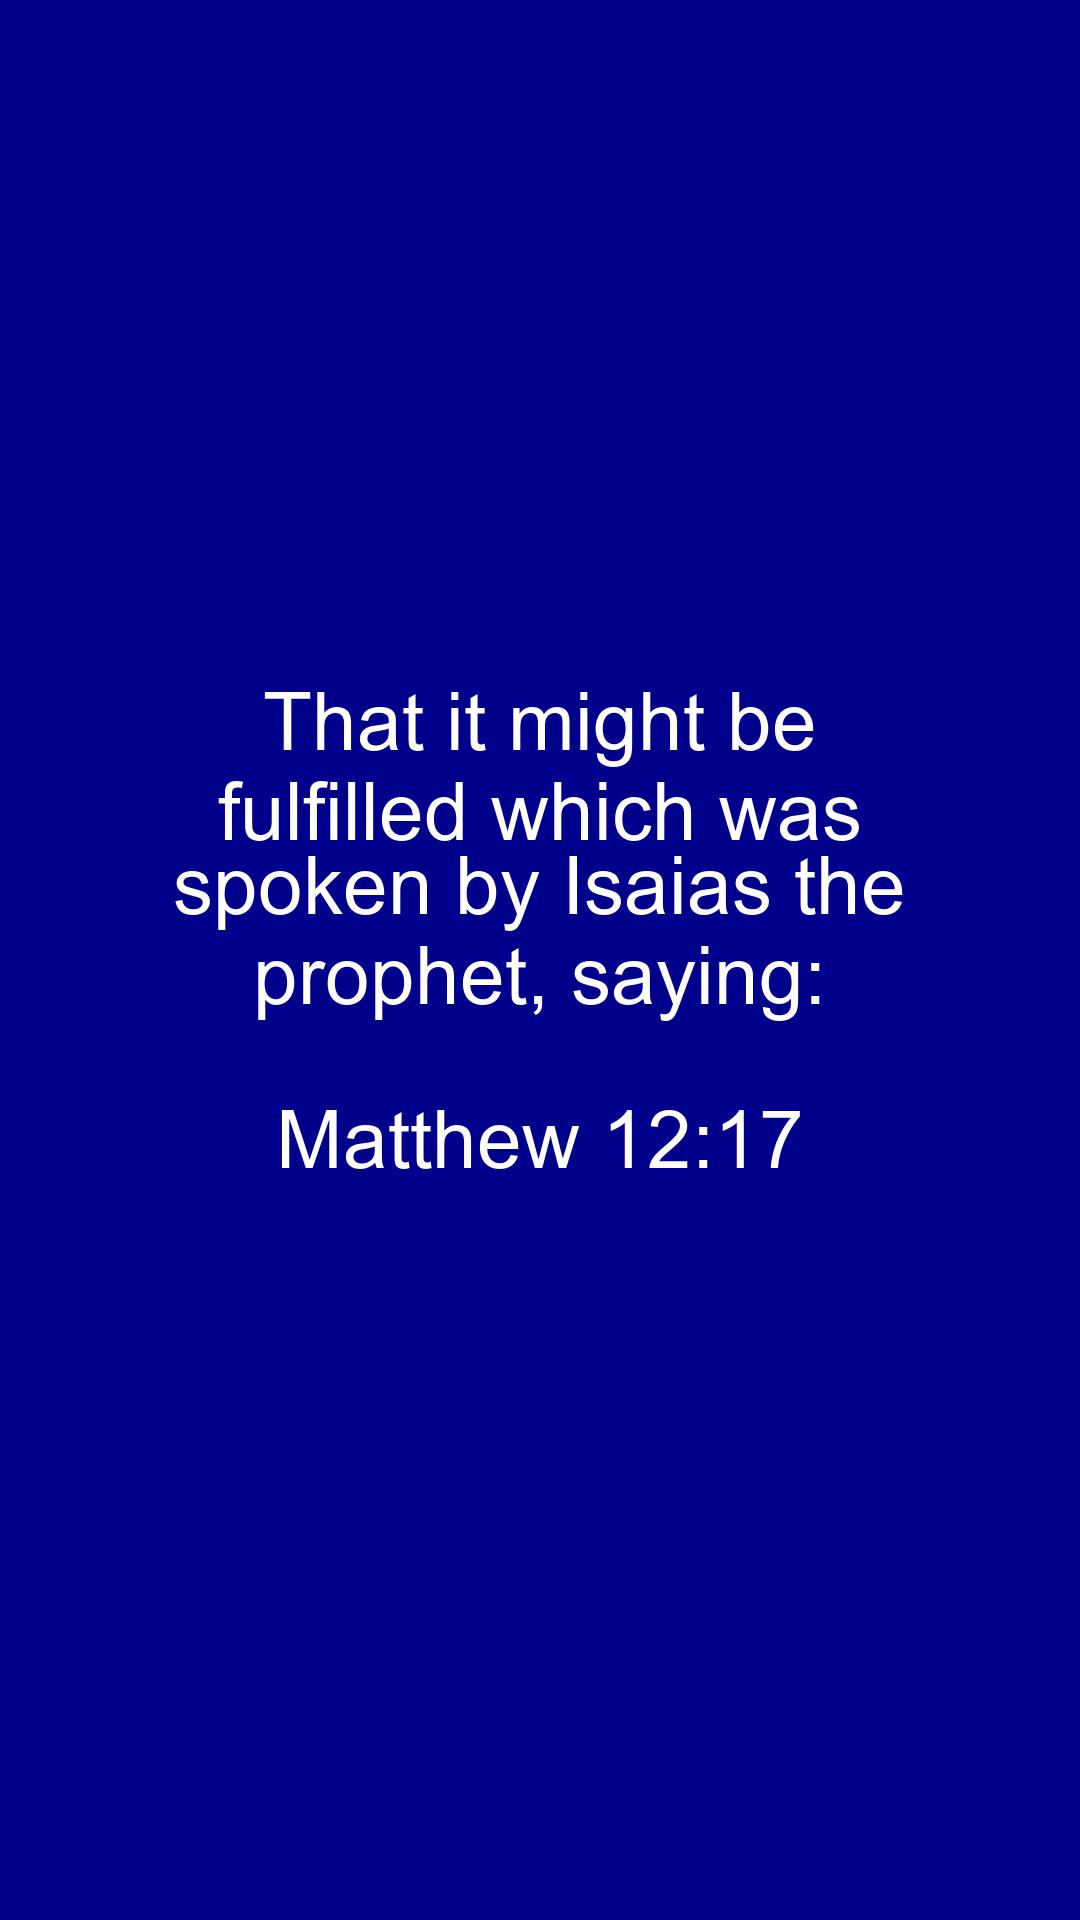 That it might be
fulfilled which was
spoken by Isaias the
prophet, saying:
Matthew 12:17